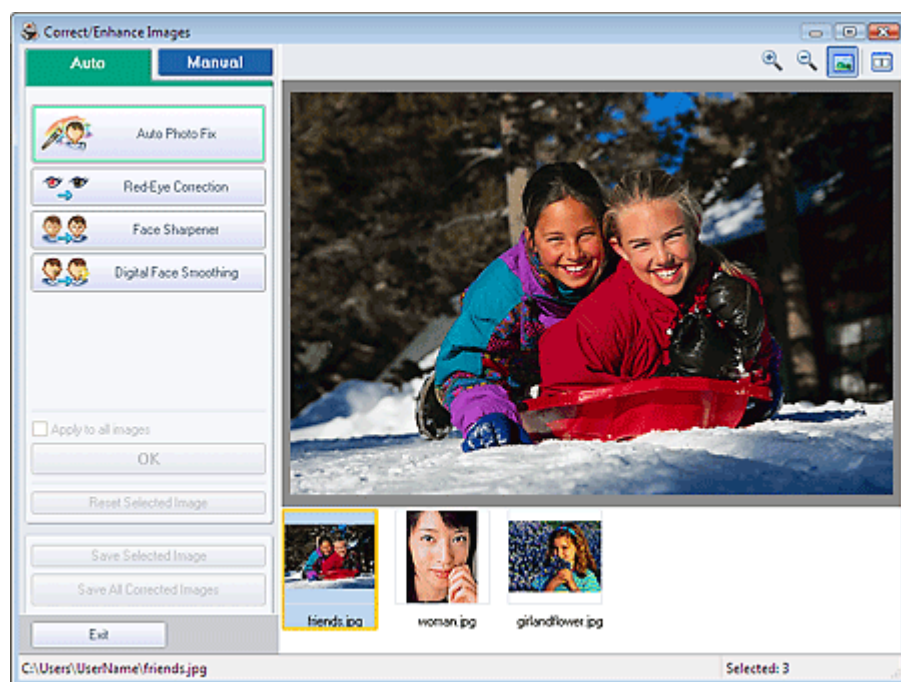 Correct/Enhance Images
Auto
Manual
Auto Photo Fix
Red-Eye Correction
Face Sharpener
Digital Face Smoothing
Apply to all images
OK
Reset Selected Image
Save Selected Image
Save All Corrected Images
Exit
friends.jpg
woman.jpg
girlandflower.jpg
C:\Users\UserName\friends.jpg
Selected: 3